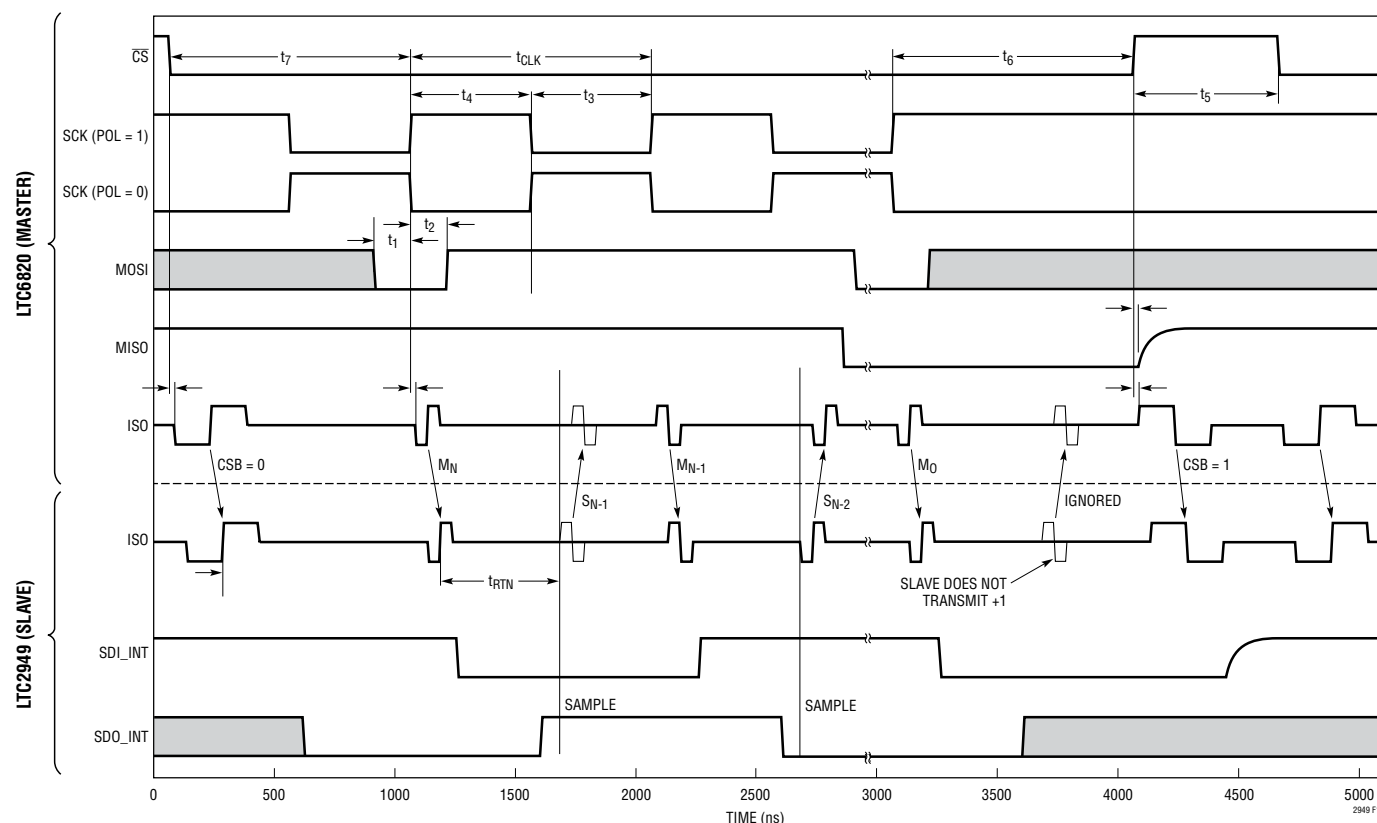 CS
t7
tCLK
t6
t4
t3
t5
SCK (POL = 1)
SCK (POL = 0)
t2
t1
MOSI
MISO
ISO
CSB = 0
MN
SN-1
MN-1
SN-2
MO
IGNORED
CSB = 1
ISO
tRTN
SLAVE DOES NOT
TRANSMIT +1
SDI_INT
SAMPLE
SAMPLE
SDO_INT
LTC6820 (MASTER)
LTC2949 (SLAVE)
0
500
1000
1500
2000
2500
3000
3500
4000
4500
5000
TIME (ns)